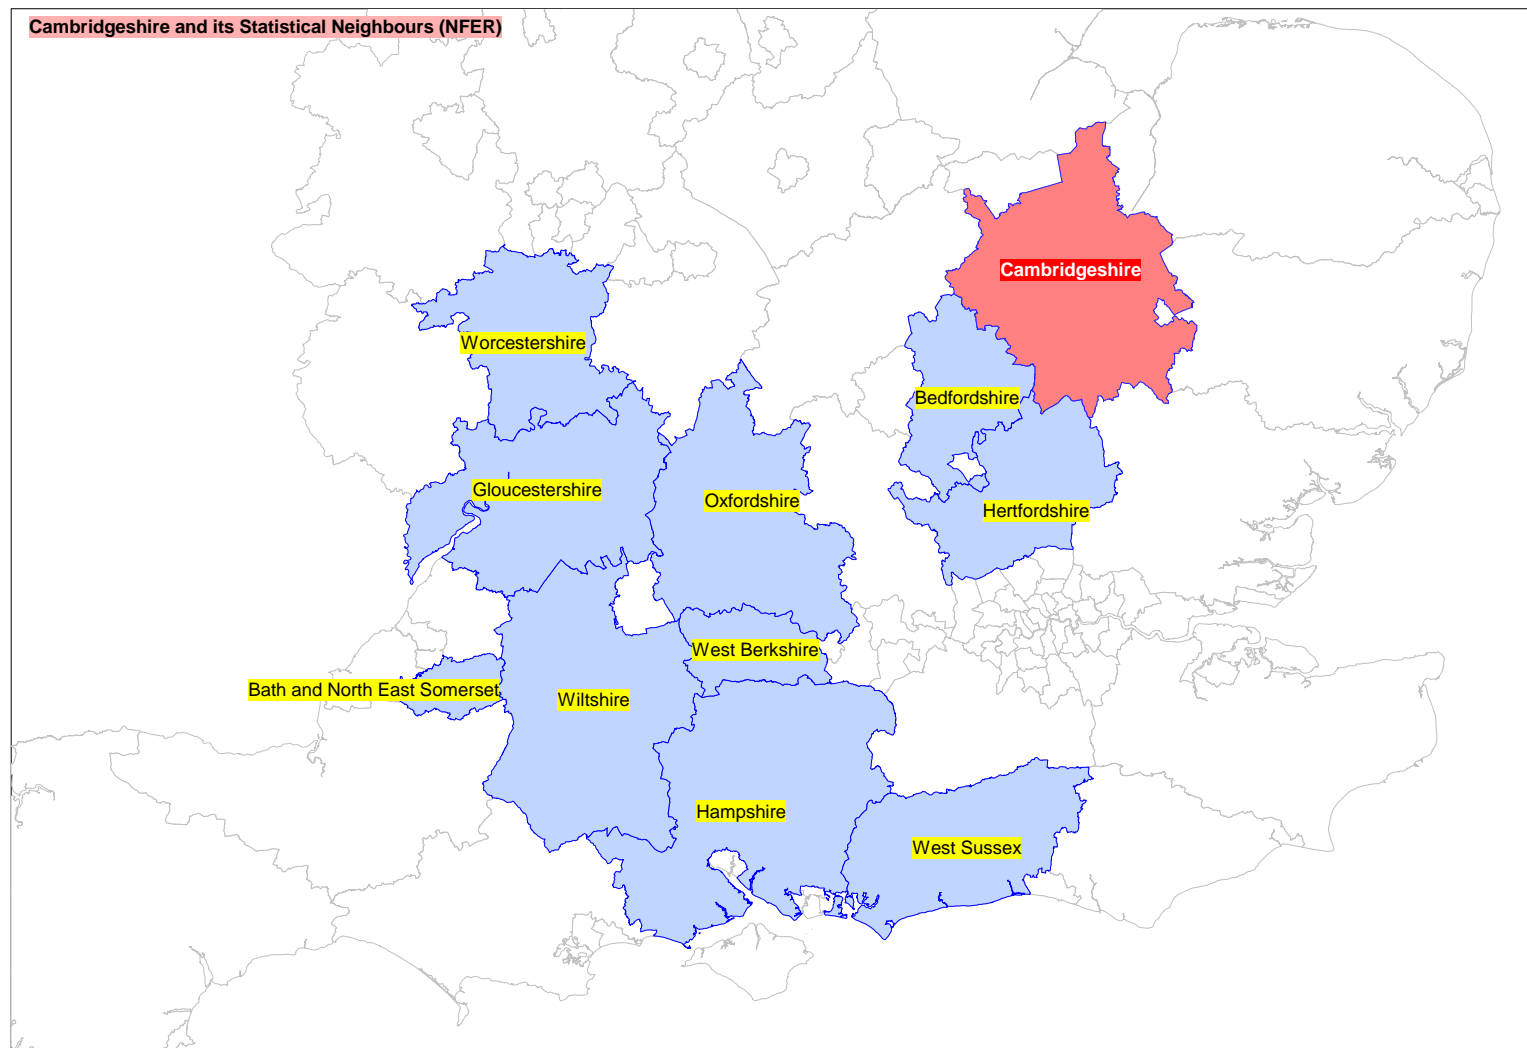 Cambridgeshire and its Statistical Neighbours (NFER)
Cambridgeshire
Worcestershire
Bedfordshire
Gloucestershire
Oxfordshire
Hertfordshire
West Berkshire
Bath and North East Somerset
Wiltshire
Hampshire
West Sussex